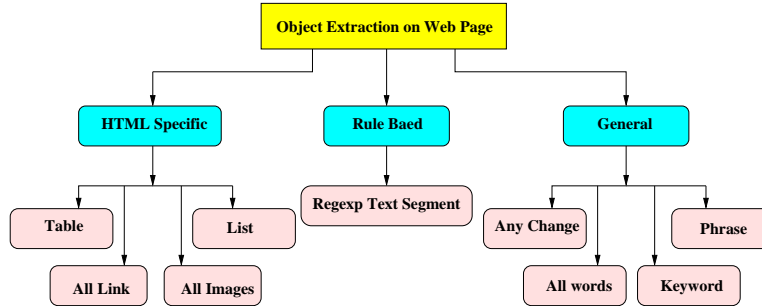 Object Extraction on Web Page
HTML Specific
Rule Baed
General
Table
List
Regexp Text Segment
Any Change
Phrase
All Link
All Images
All words
Keyword